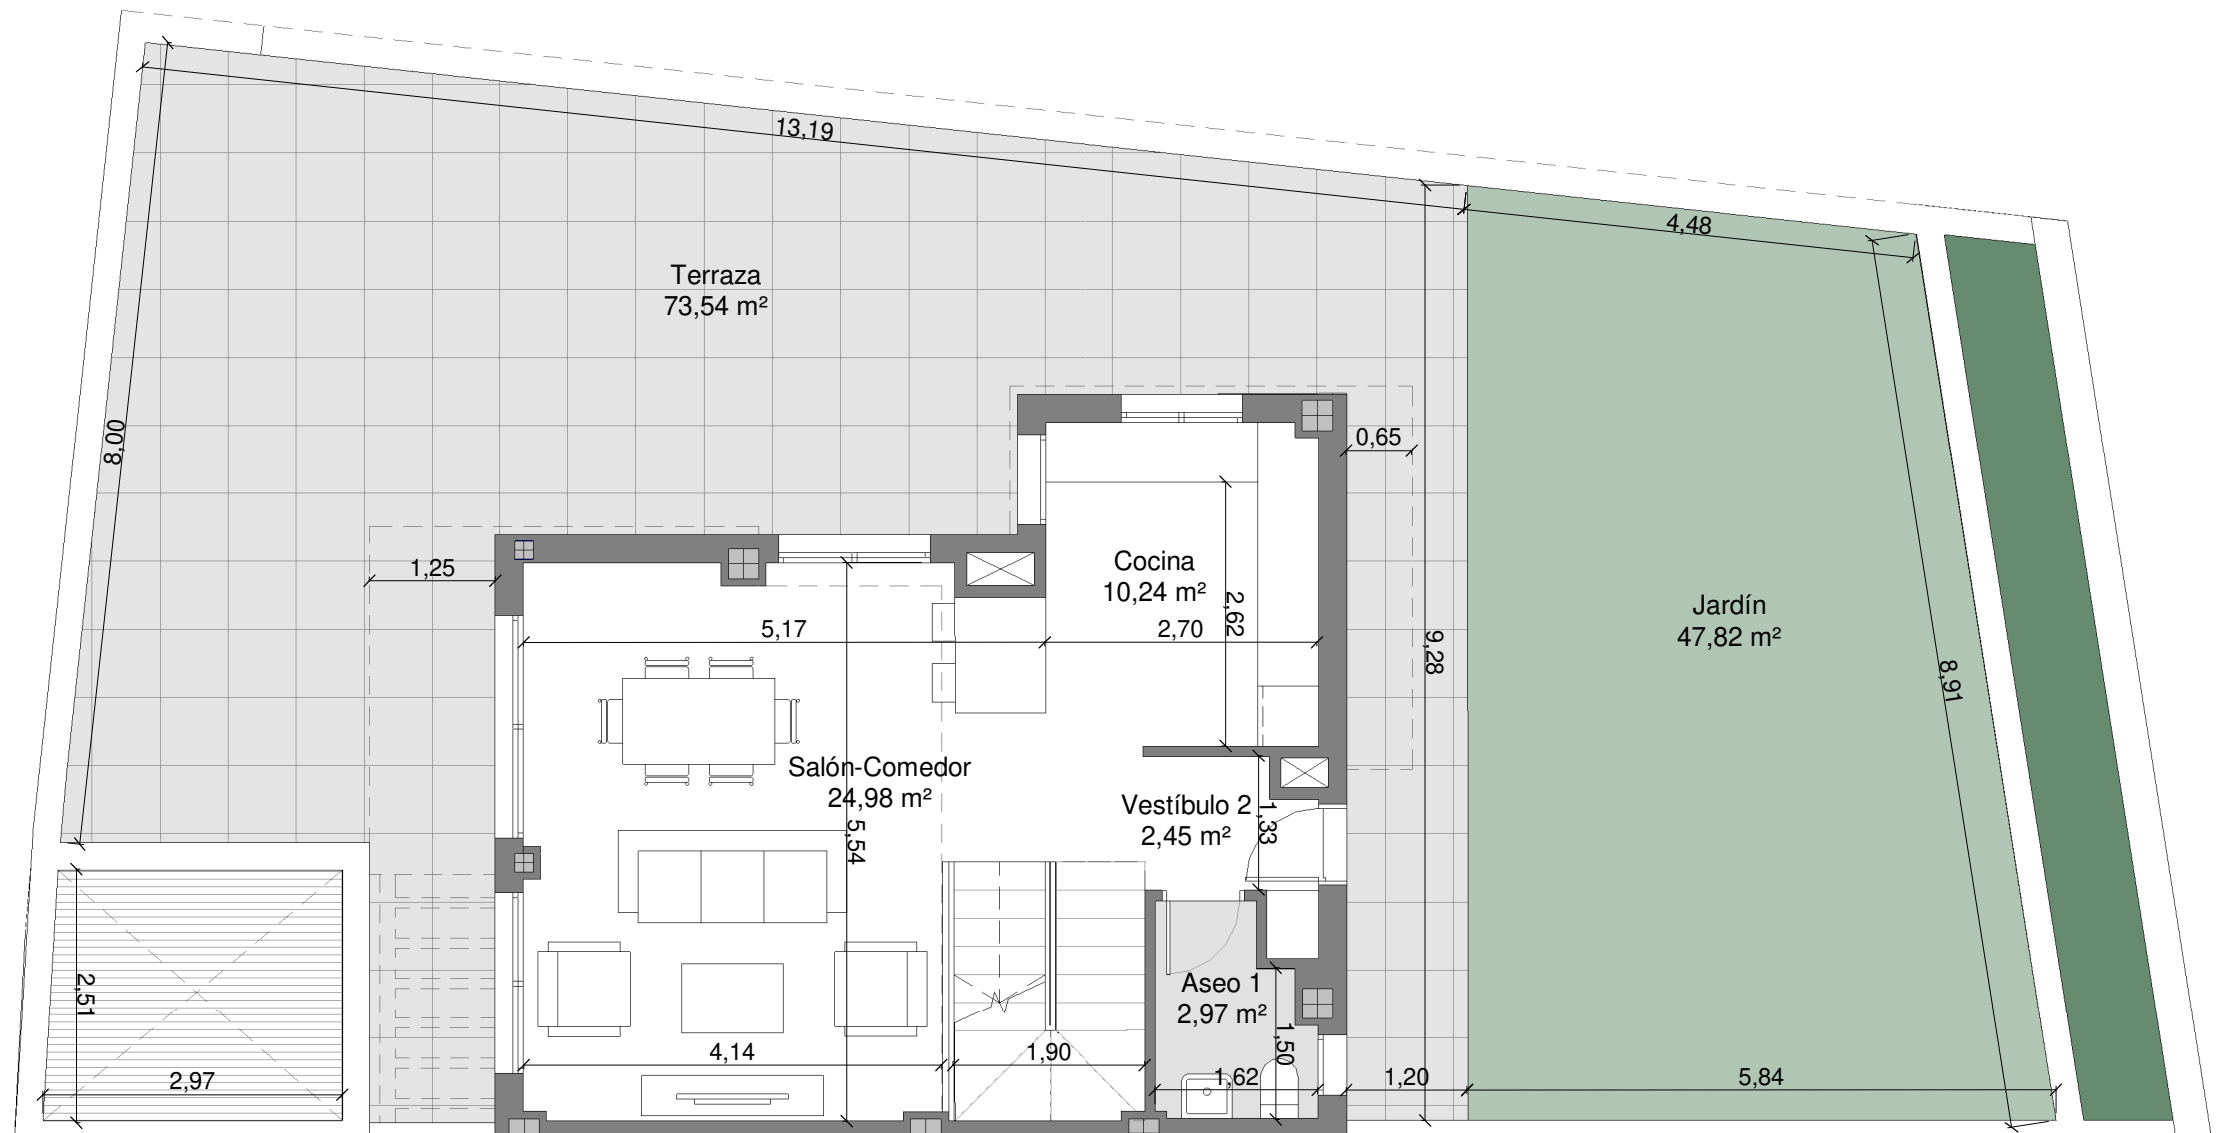 13,19
4,48
Terraza
73,54 m²
8,00
0,65
1,25
Cocina
10,24 m²
2,62
5,17
2,70
9,28
Jardín
47,82 m²
8,91
Salón-Comedor
24,98 m²
5,54
Vestíbulo 2
2,45 m²
1,33
2,51
Aseo 1
2,97 m²
1,50
2,97
4,14
1,90
1,62
1,20
5,84